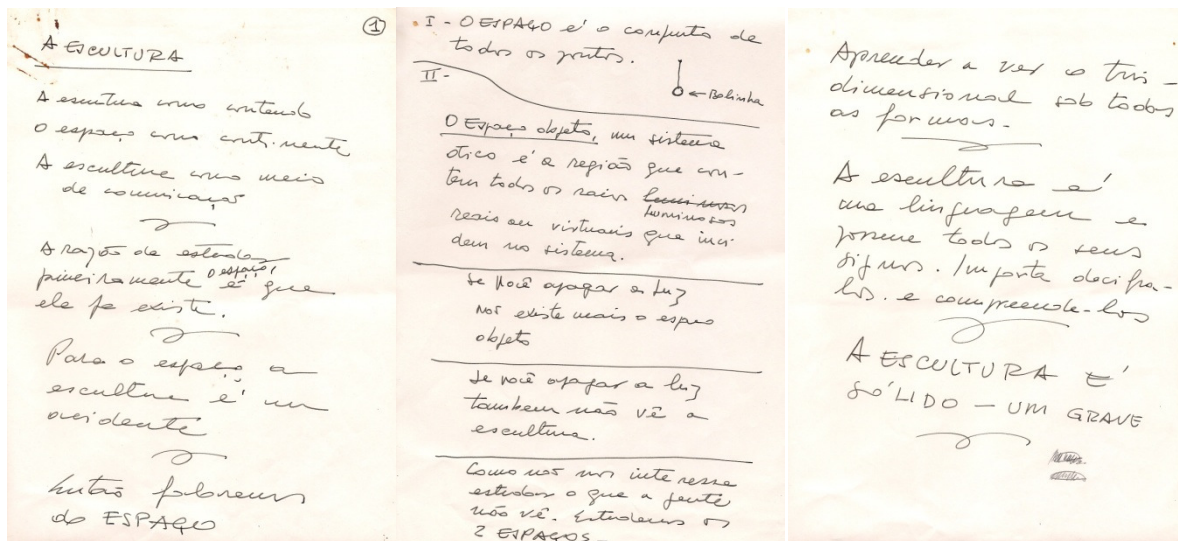 1
A ESCULTURA
A escultura como conteúdo
O espaço como continente
A escultura como meio
de comunicação
A razão de estudar
primeiramente o espaço, é que
ele já existe.
Para o espaço a
escultura é um
acidente
Então falaremos
do ESPAÇO
I - O ESPAÇO é o conjunto de
todos os pontos.
II -
← Bolinha
O Espaço objeto, num sistema
ótico é a região que con-
tem todos os raios luminosos
luminosos
reais ou virtuais que inci
dem no sistema.
Se você apagar a luz
não existe mais o espaço
objeto
Se você apagar a luz
tambem não vê a
escultura.
Como nos interessa
estudar o que a gente
não vê. Estudemos os
2 ESPAÇOS -
Aprender a ver o tri-
dimensional sob todas
as formas.
A escultura é
uma linguagem e
possue todos os seus
signos. Importa decifra-
los. e compreende-los
A ESCULTURA É
SÓLIDO — UM GRAVE